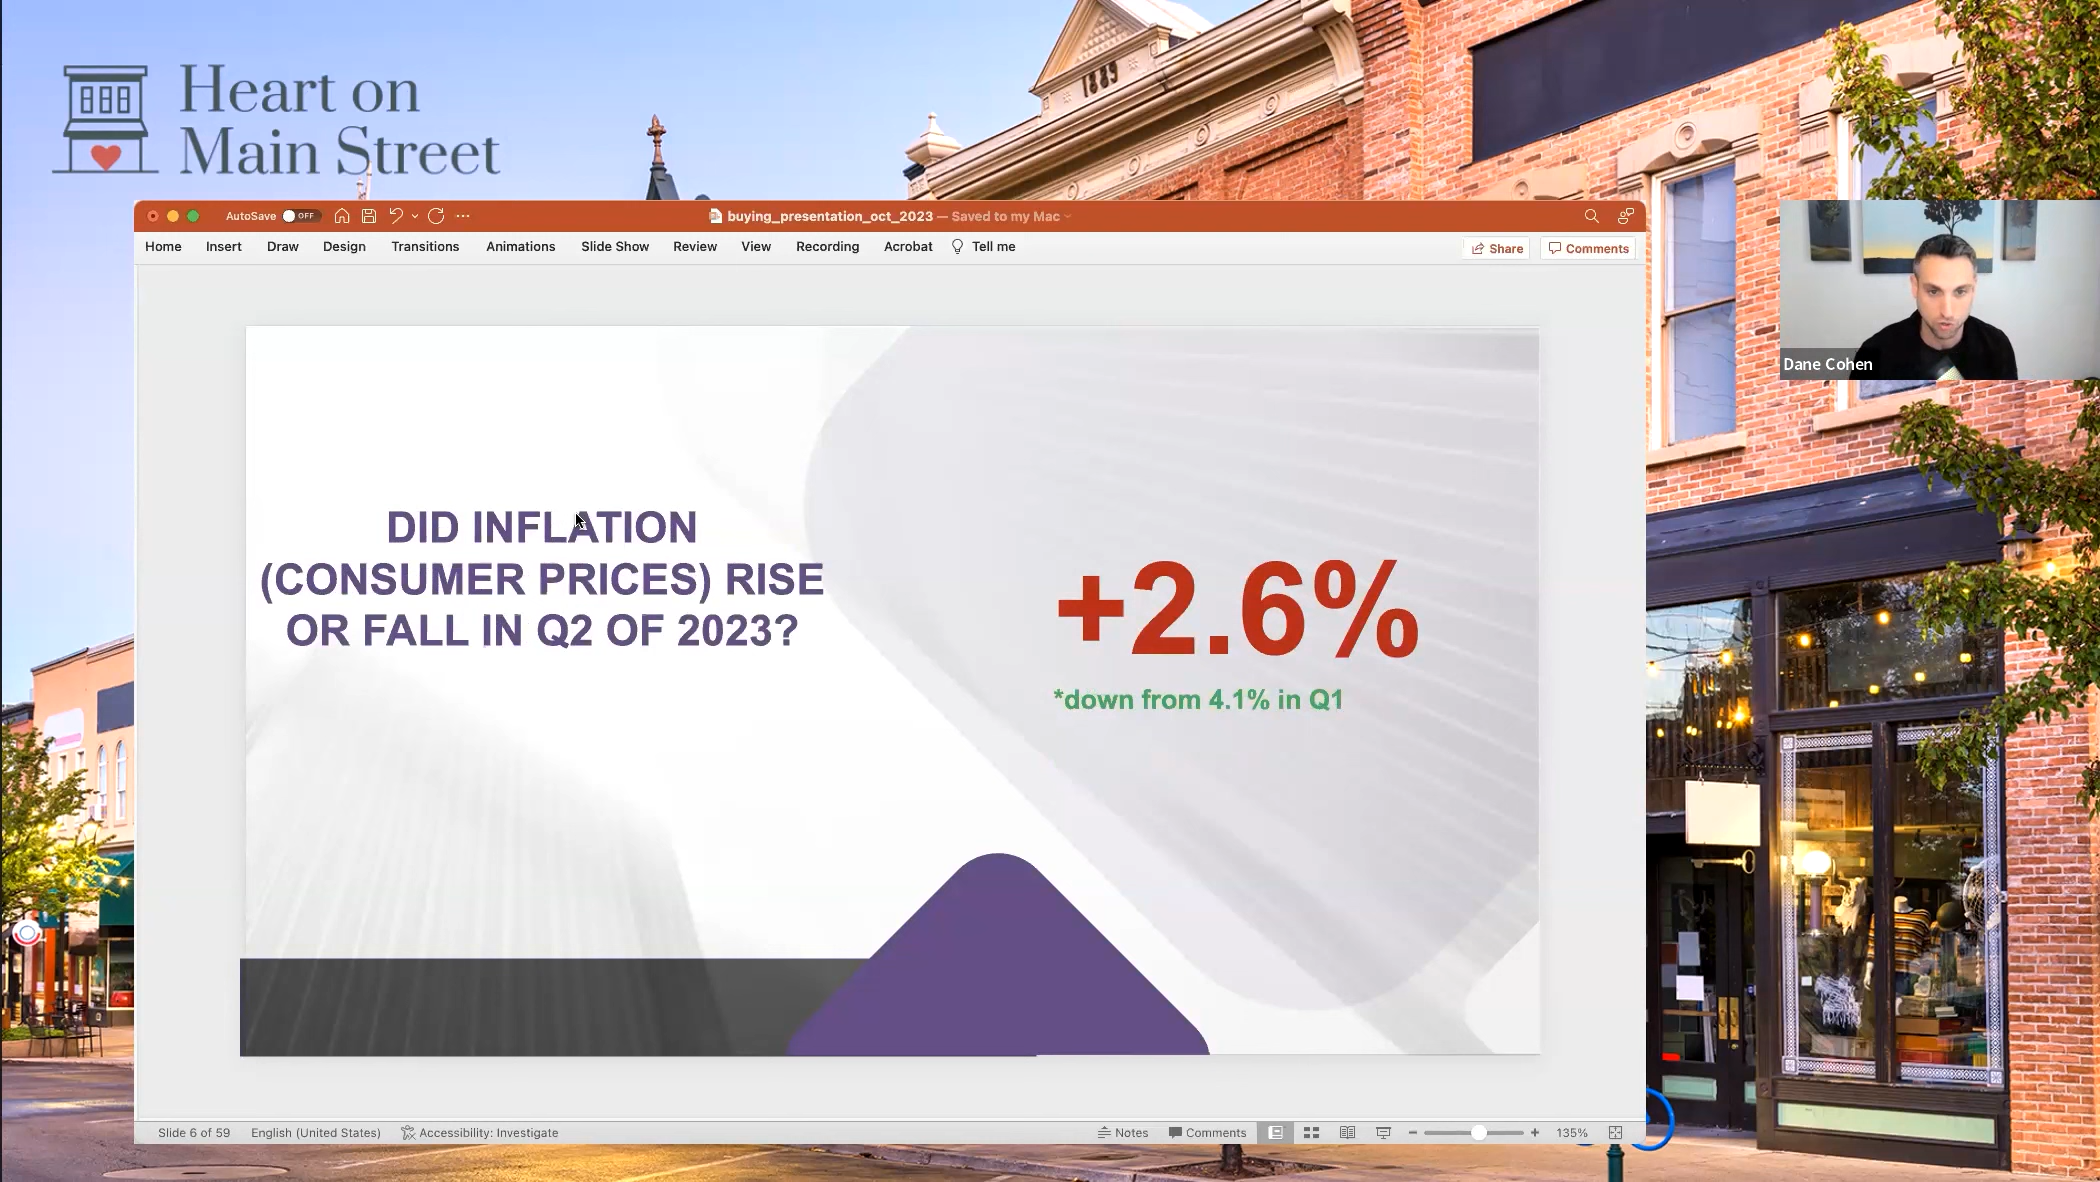 1889
Heart on
Main Street
AutoSave OFF
buying_presentation_oct_2023 — Saved to my Mac
Home Insert Draw Design Transitions Animations Slide Show Review View Recording Acrobat Tell me
Share Comments
Dane Cohen
DID INFLATION
(CONSUMER PRICES) RISE
OR FALL IN Q2 OF 2023?
+2.6%
*down from 4.1% in Q1
Slide 6 of 59 English (United States) Accessibility: Investigate Notes Comments 135%